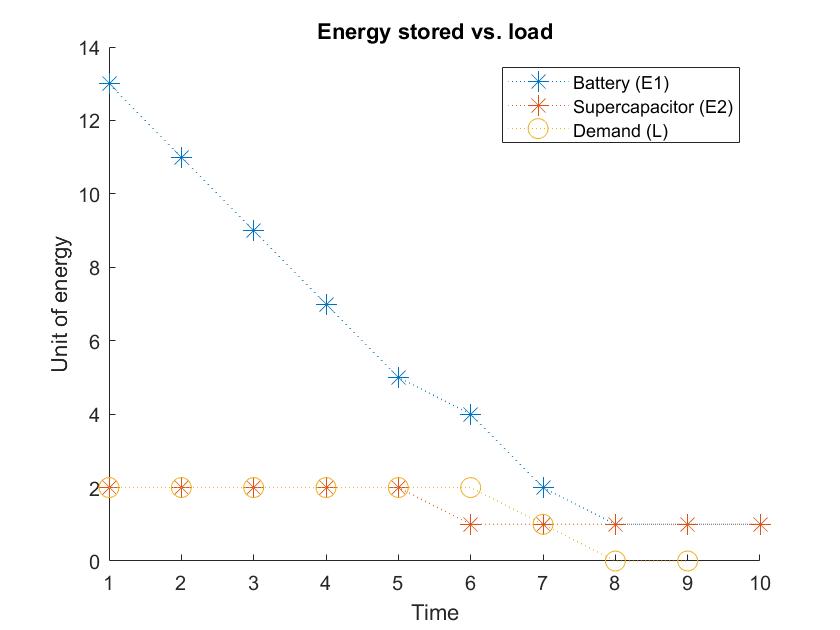 Energy stored vs. load
Battery (E1)
Supercapacitor (E2)
Demand (L)
Unit of energy
14
12
10
8
6
4
2
0
1 2 3 4 5 6 7 8 9 10
Time